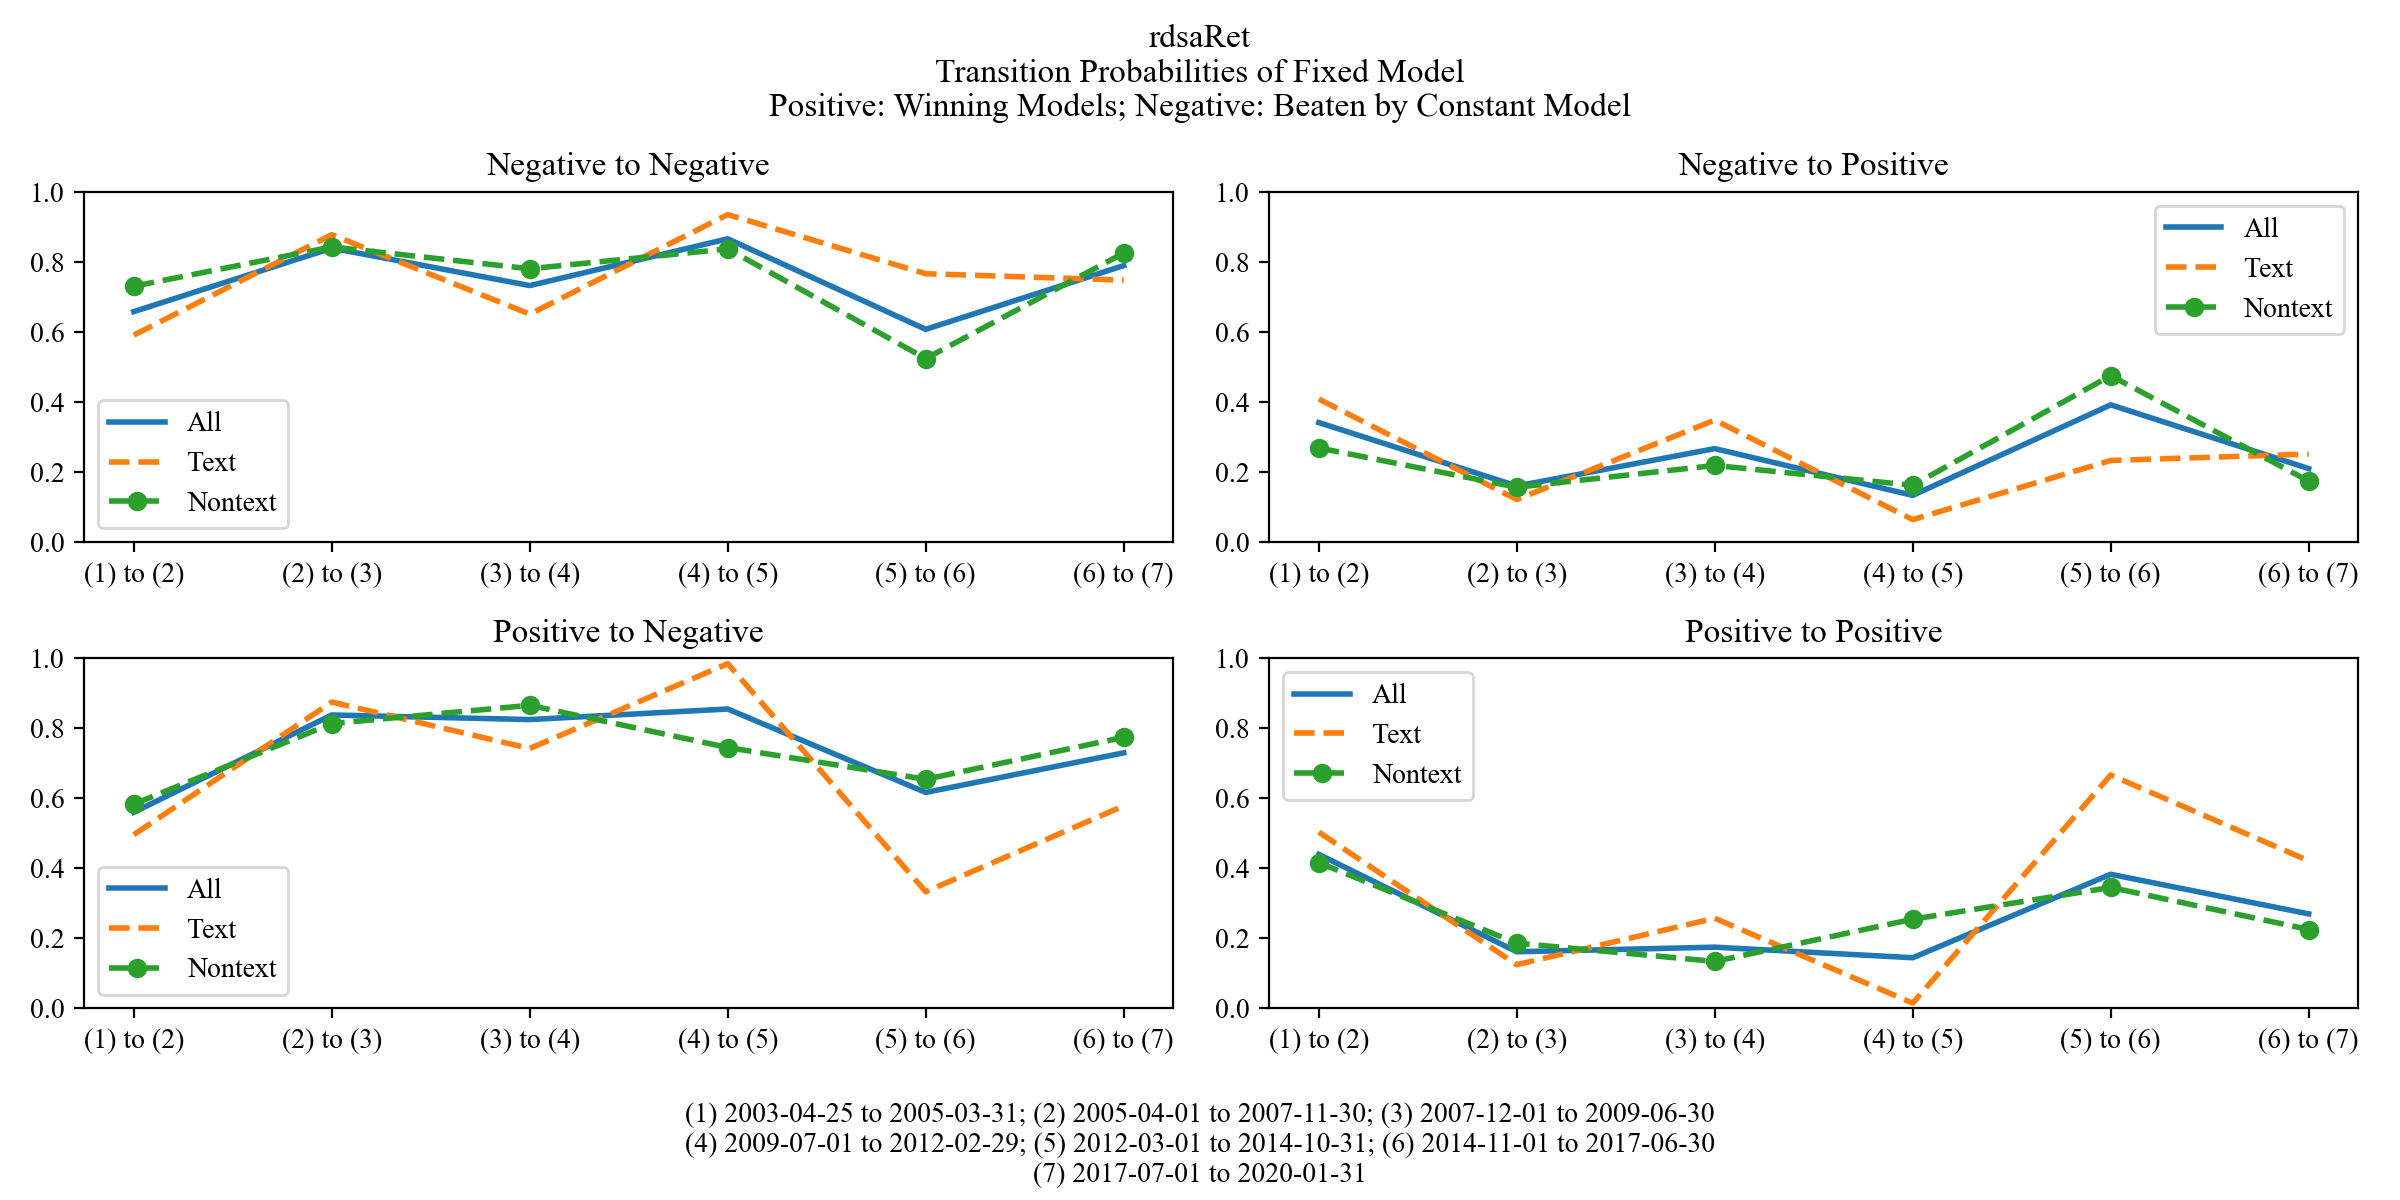 rdsaRet
Transition Probabilities of Fixed Model
Positive: Winning Models; Negative: Beaten by Constant Model
Negative to Negative
1.0
0.8
0.6
0.4
0.2
0.0
All
Text
Nontext
(1) to (2) (2) to (3) (3) to (4) (4) to (5) (5) to (6) (6) to (7)
Negative to Positive
1.0
0.8
0.6
0.4
0.2
0.0
All
Text
Nontext
(1) to (2) (2) to (3) (3) to (4) (4) to (5) (5) to (6) (6) to (7)
Positive to Negative
1.0
0.8
0.6
0.4
0.2
0.0
All
Text
Nontext
(1) to (2) (2) to (3) (3) to (4) (4) to (5) (5) to (6) (6) to (7)
Positive to Positive
1.0
0.8
0.6
0.4
0.2
0.0
All
Text
Nontext
(1) to (2) (2) to (3) (3) to (4) (4) to (5) (5) to (6) (6) to (7)
(1) 2003-04-25 to 2005-03-31; (2) 2005-04-01 to 2007-11-30; (3) 2007-12-01 to 2009-06-30
(4) 2009-07-01 to 2012-02-29; (5) 2012-03-01 to 2014-10-31; (6) 2014-11-01 to 2017-06-30
(7) 2017-07-01 to 2020-01-31